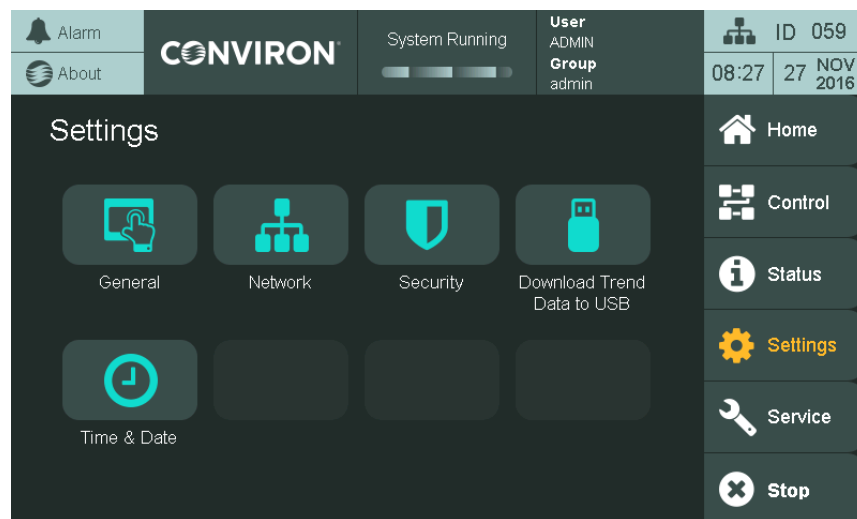 Alarm
About
CONVIRON
System Running
User
ADMIN
Group
admin
ID 059
08:27 27 NOV
2016
Settings
General
Network
Security
Download Trend
Data to USB
Time & Date
Home
Control
Status
Settings
Service
Stop